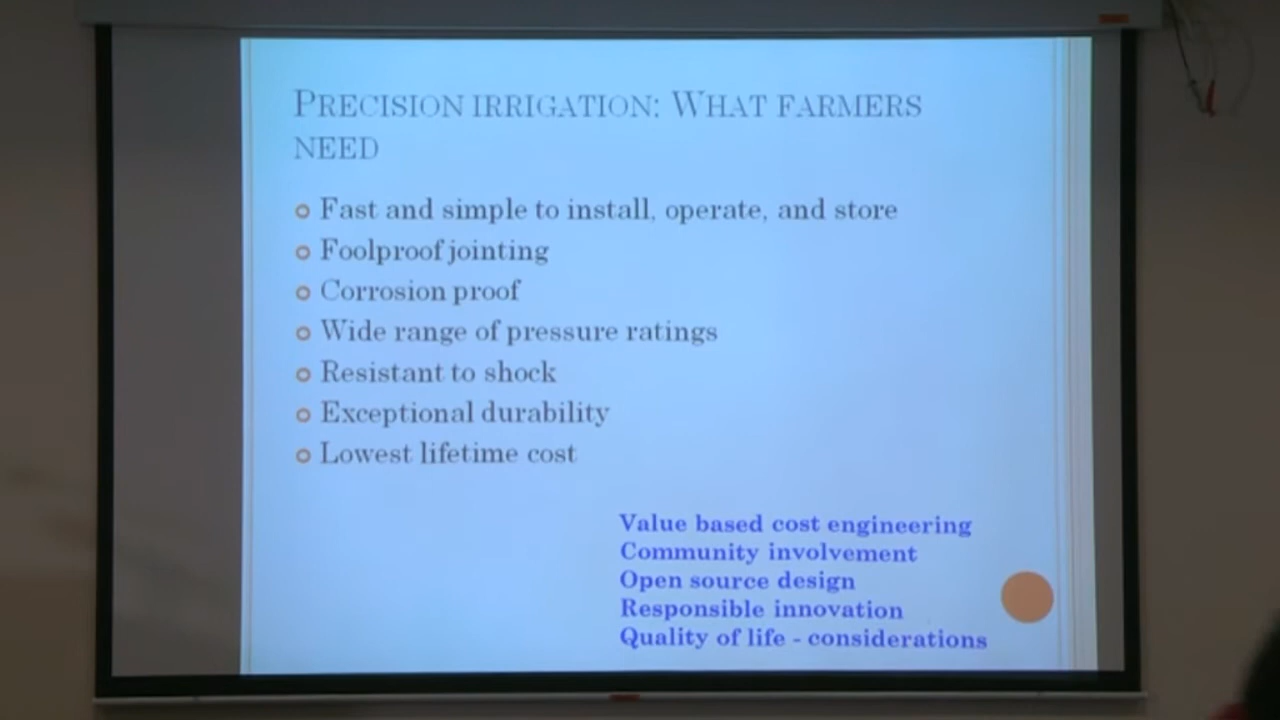 PRECISION IRRIGATION: WHAT FARMERS
NEED
Fast and simple to install, operate, and store
Foolproof jointing
Corrosion proof
Wide range of pressure ratings
Resistant to shock
Exceptional durability
Lowest lifetime cost
Value based cost engineering
Community involvement
Open source design
Responsible innovation
Quality of life - considerations